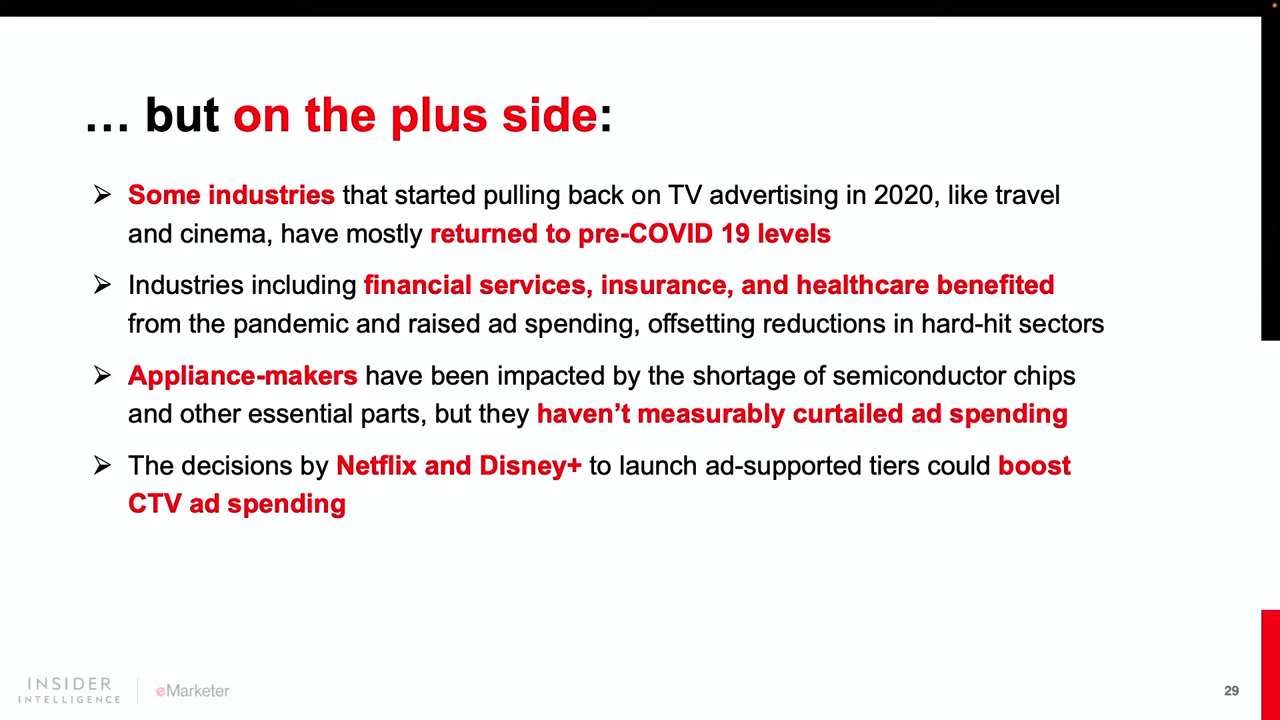 … but on the plus side:
➢ Some industries that started pulling back on TV advertising in 2020, like travel
and cinema, have mostly returned to pre-COVID 19 levels
➢ Industries including financial services, insurance, and healthcare benefited
from the pandemic and raised ad spending, offsetting reductions in hard-hit sectors
➢ Appliance-makers have been impacted by the shortage of semiconductor chips
and other essential parts, but they haven’t measurably curtailed ad spending
➢ The decisions by Netflix and Disney+ to launch ad-supported tiers could boost
CTV ad spending
INSIDER
INTELLIGENCE
eMarketer
29